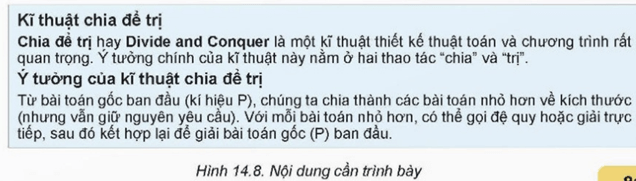 Kĩ thuật chia để trị
Chia để trị hay Divide and Conquer là một kĩ thuật thiết kế thuật toán và chương trình rất
quan trọng. Ý tưởng chính của kĩ thuật này nằm ở hai thao tác “chia” và “trị”.
Ý tưởng của kĩ thuật chia để trị
Từ bài toán gốc ban đầu (kí hiệu P), chúng ta chia thành các bài toán nhỏ hơn về kích thước
(nhưng vẫn giữ nguyên yêu cầu). Với mỗi bài toán nhỏ hơn, có thể gọi đệ quy hoặc giải trực
tiếp, sau đó kết hợp lại để giải bài toán gốc (P) ban đầu.
Hình 14.8. Nội dung cần trình bày